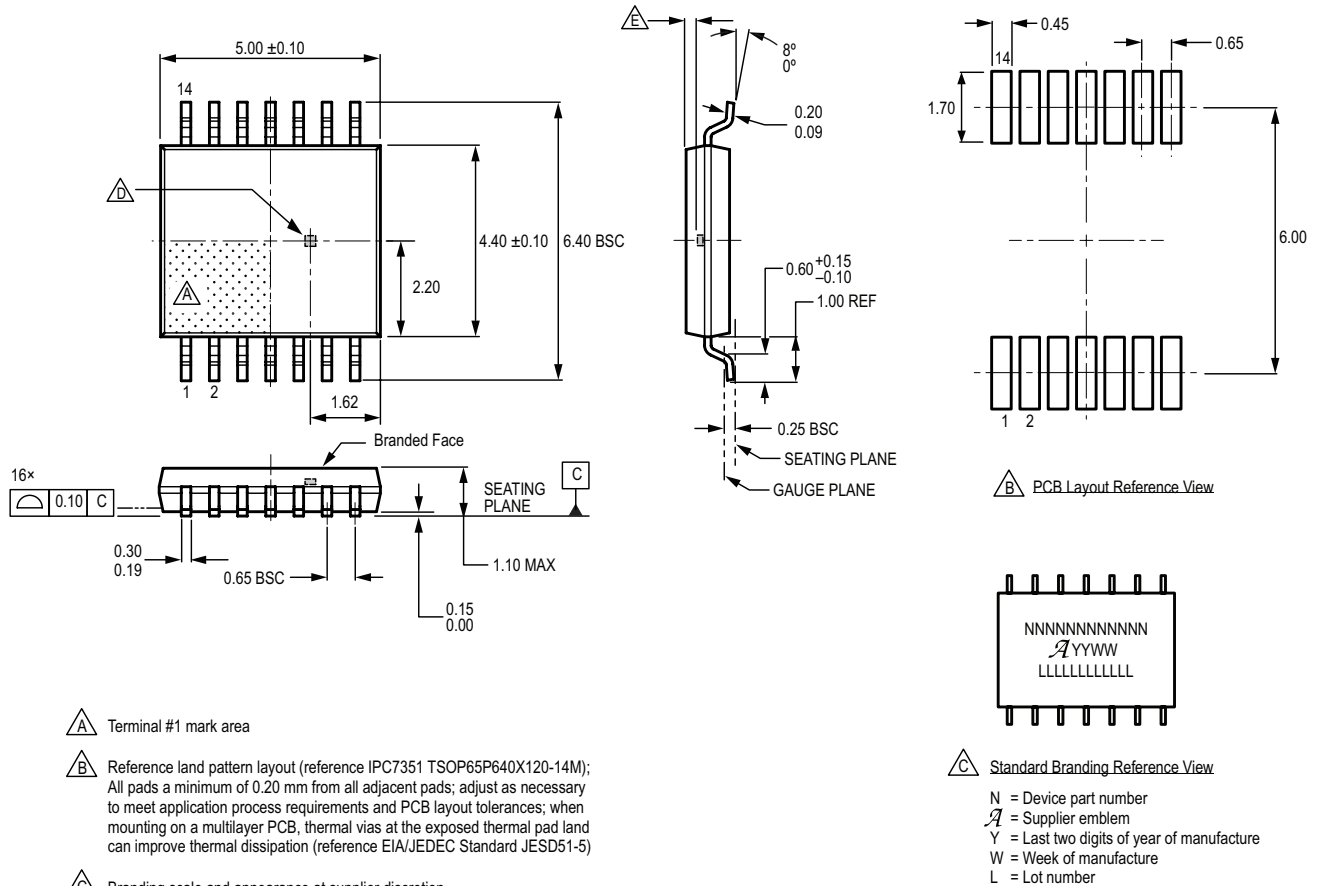 5.00 ±0.10
14
D
4.40 ±0.10
6.40 BSC
2.20
A
1 2
1.62
Branded Face
16×
0.10 C
C
SEATING
PLANE
0.30
0.19
0.65 BSC
1.10 MAX
0.15
0.00
E
8º
0º
0.20
0.09
0.60 +0.15
–0.10
1.00 REF
0.25 BSC
SEATING PLANE
GAUGE PLANE
0.45
0.65
14
1.70
6.00
1 2
B PCB Layout Reference View
NNNNNNNNNNNNN
A YYWW
LLLLLLLLLLLL
C Standard Branding Reference View
N = Device part number
A = Supplier emblem
Y = Last two digits of year of manufacture
W = Week of manufacture
L = Lot number
A Terminal #1 mark area
B Reference land pattern layout (reference IPC7351 TSOP65P640X120-14M);
All pads a minimum of 0.20 mm from all adjacent pads; adjust as necessary
to meet application process requirements and PCB layout tolerances; when
mounting on a multilayer PCB, thermal vias at the exposed thermal pad land
can improve thermal dissipation (reference EIA/JEDEC Standard JESD51-5)